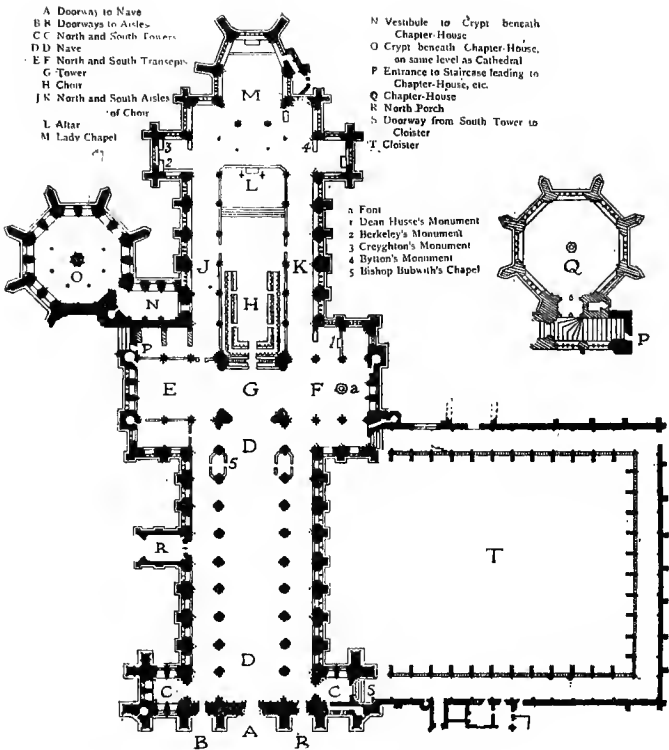 A Doorway to Nave
B R Doorways to Aisles
C C North and South Towers
D D Nave
E F North and South Transepts
G Tower
H Choir
J K North and South Aisles
of Choir
L Altar
M Lady Chapel
N Vestibule to Crypt beneath
Chapter-House
O Crypt beneath Chapter-House,
on same level as Cathedral
P Entrance to Staircase leading to
Chapter-House, etc.
Q Chapter-House
R North Porch
S Doorway from South Tower to
Cloister
T Cloister
a Font
1 Dean Husse's Monument
2 Berkeley's Monument
3 Creyghton's Monument
4 Bytton's Monument
5 Bishop Bubwith's Chapel
M
3
4
2
L
O
J
K
Q
N
H
P
1
P
E
G
F
a
D
5
R
T
D
C
C
S
B
A
R